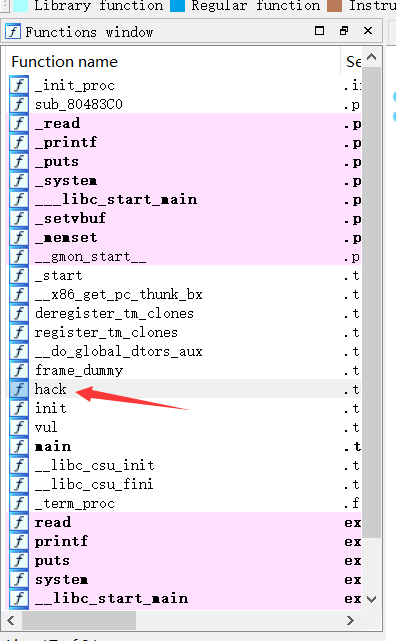 Library function Regular function Instru
Functions window
Function name Se
_init_proc .i
sub_80483C0 .p
_read .p
_printf .p
_puts .p
_system .p
___libc_start_main .p
_setvbuf .p
_memset .p
__gmon_start__ .p
_start .t
__x86_get_pc_thunk_bx .t
deregister_tm_clones .t
register_tm_clones .t
__do_global_dtors_aux .t
frame_dummy .t
hack .t
init .t
vul .t
main .t
__libc_csu_init .t
__libc_csu_fini .t
_term_proc .f
read ex
printf ex
puts ex
system ex
__libc_start_main ex